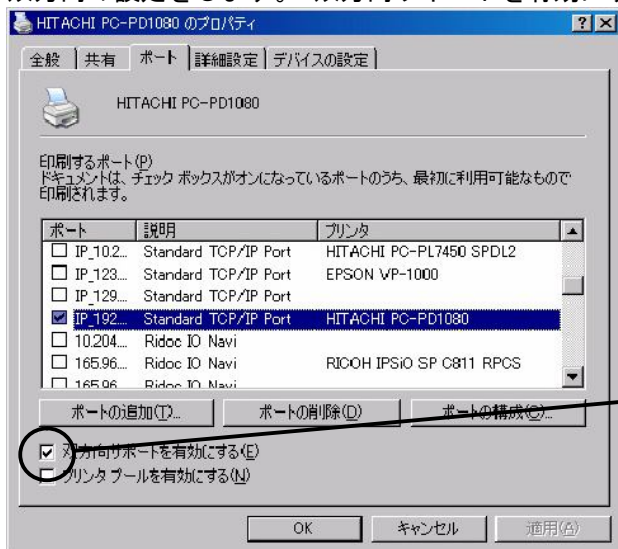 HITACHI PC-PD1080 のプロパティ
全般 共有 ポート 詳細設定 デバイスの設定
HITACHI PC-PD1080
印刷するポート(P)
ドキュメントは、チェック ボックスがオンになっているポートのうち、最初に利用可能なもので
印刷されます。
ポート 説明 プリンタ
IP_10.2... Standard TCP/IP Port HITACHI PC-PL7450 SPDL2
IP_123.... Standard TCP/IP Port EPSON VP-1000
IP_129.... Standard TCP/IP Port
IP_192.... Standard TCP/IP Port HITACHI PC-PD1080
10.204.... Ridoc IO Navi
165.96.... Ridoc IO Navi RICOH IPSiO SP C811 RPCS
165.96 Ridoc IO Navi
ポートの追加(T)... ポートの削除(D) ポートの構成(C)...
双方向サポートを有効にする(E)
プリンタ プールを有効にする(N)
OK キャンセル 適用(A)